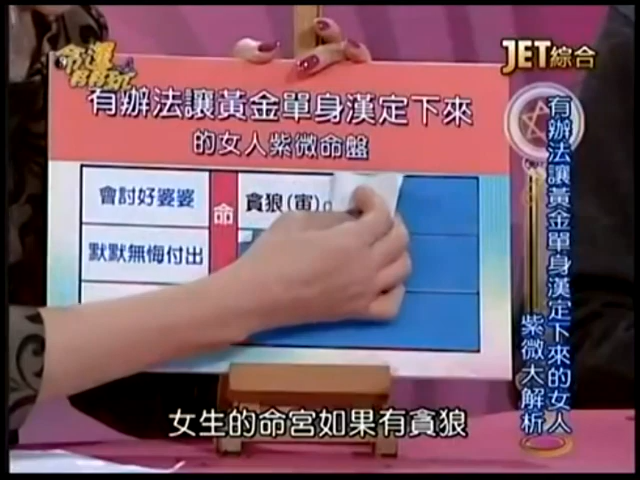 命運好好玩
JET綜合
有辦法讓黃金單身漢定下來
的女人紫微命盤
會討好婆婆
命
貪狼(寅)
默默無悔付出
有辦法讓黃金單身漢定下來的女人
紫微大解析
女生的命宮如果有貪狼